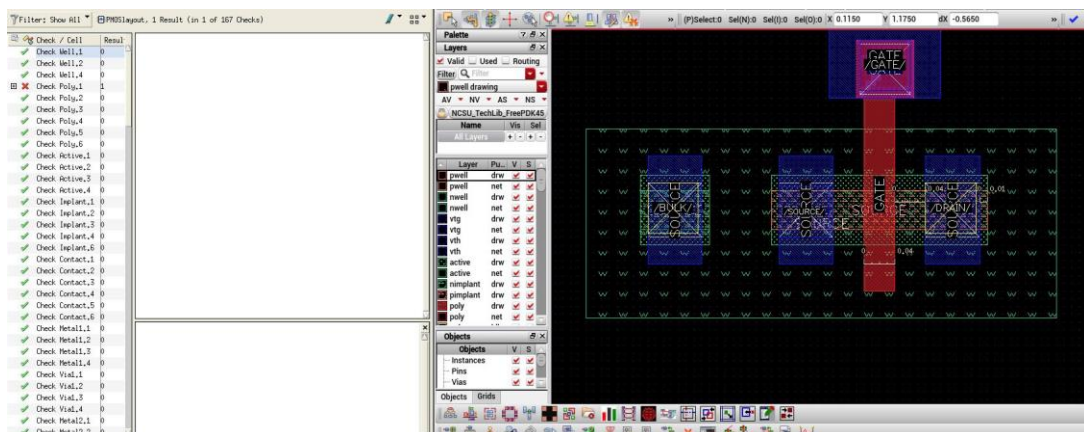 Filter: Show All
PMOSlayout, 1 Result (in 1 of 167 Checks)
Check / Cell Resul
Check Well.1 0
Check Well.2 0
Check Well.4 0
Check Poly.1 1
Check Poly.2 0
Check Poly.3 0
Check Poly.4 0
Check Poly.5 0
Check Poly.6 0
Check Active.1 0
Check Active.2 0
Check Active.3 0
Check Active.4 0
Check Implant.1 0
Check Implant.2 0
Check Implant.3 0
Check Implant.4 0
Check Implant.6 0
Check Contact.1 0
Check Contact.2 0
Check Contact.3 0
Check Contact.4 0
Check Contact.5 0
Check Contact.6 0
Check Metal1.1 0
Check Metal1.2 0
Check Metal1.3 0
Check Metal1.4 0
Check Via1.1 0
Check Via1.2 0
Check Via1.3 0
Check Via1.4 0
Check Metal2.1 0
» (P)Select:0 Sel(N):0 Sel(I):0 Sel(O):0 X 0.1150 Y 1.1750 dX -0.5650 »
Palette
Layers
Valid Used Routing
Filter Filter
pwell drawing
AV NV AS NS
NCSU_TechLib_FreePDK45
Name Vis Sel
All Layers
Layer Pu.. V S
pwell drw
pwell net
nwell drw
nwell net
vtg drw
vtg net
vth drw
vth net
active drw
active net
nimplant drw
pimplant drw
poly drw
poly net
Objects
Objects V S
Instances
Pins
Vias
Objects Grids
GATE
/GATE/
/BULK/
SOURCE
/SOURCE/
SOURCE
GATE
0.04
/DRAIN/
SOURCE
0.01
0
0.04